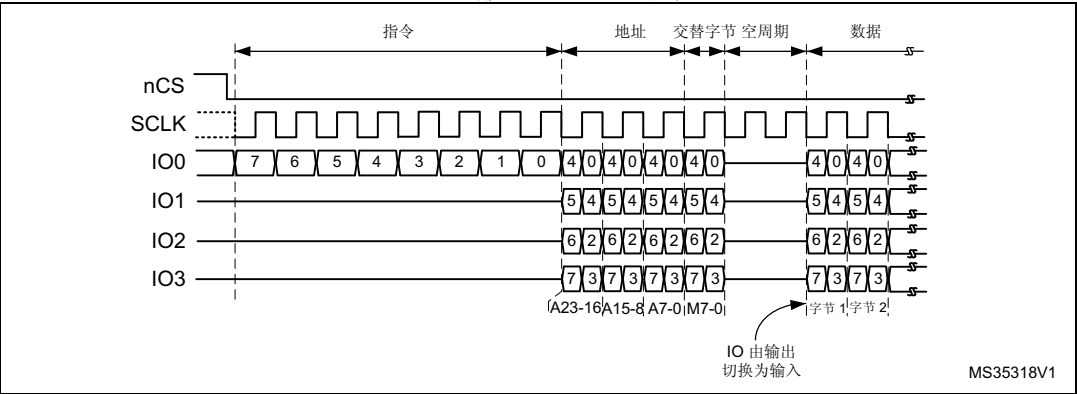 指令 地址 交替字节 空周期 数据
nCS
SCLK
IO0 7 6 5 4 3 2 1 0 4 0 4 0 4 0 4 0 4 0 4 0
IO1 5 4 5 4 5 4 5 4 5 4 5 4
IO2 6 2 6 2 6 2 6 2 6 2 6 2
IO3 7 3 7 3 7 3 7 3 7 3 7 3
A23-16 A15-8 A7-0 M7-0 字节 1 字节 2
IO 由输出
切换为输入
MS35318V1